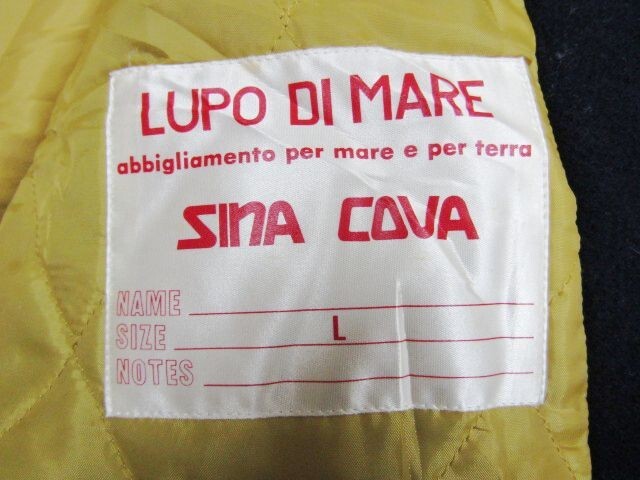 LUPO DI MARE
abbigliamento per mare e per terra
SINA COVA
NAME
SIZE L
NOTES